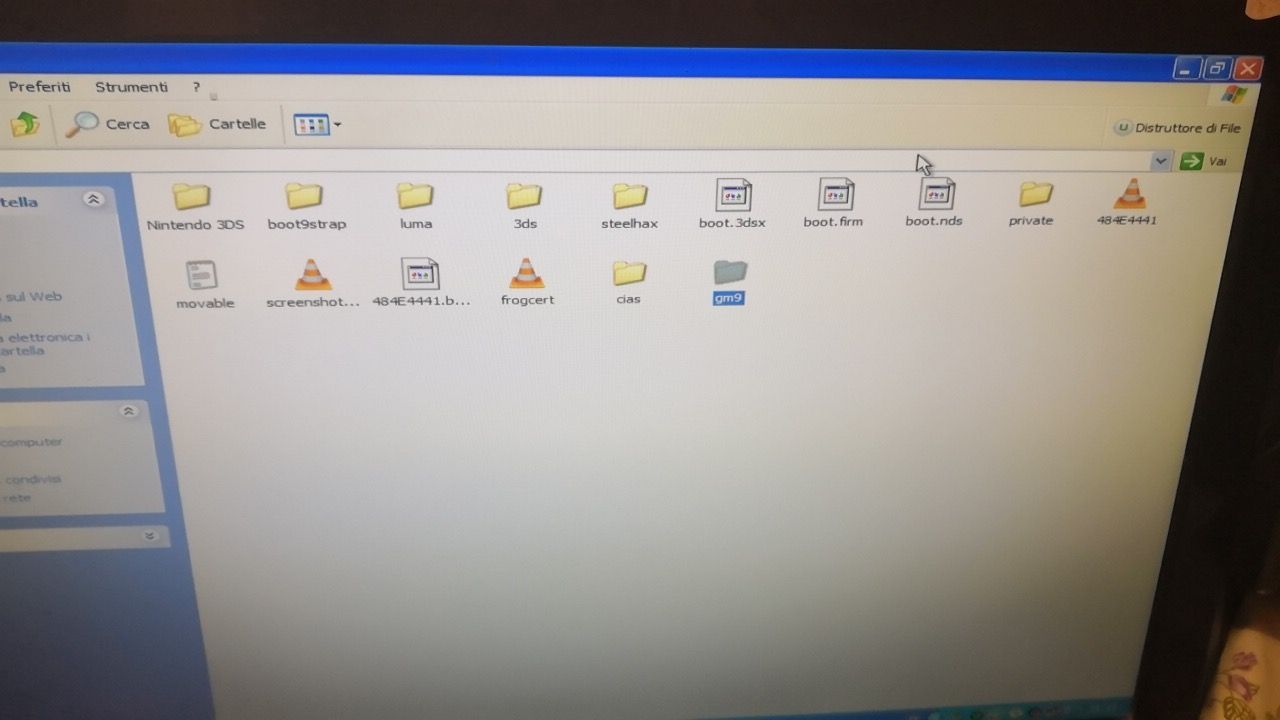 Preferiti Strumenti ?
Cerca Cartelle
Distruttore di File
Vai
tella
Nintendo 3DS boot9strap luma 3ds steelhax boot.3dsx boot.firm boot.nds private 484E4441
movable screenshot... 484E4441.b... frogcert cias gm9
sul Web
la
a elettronica i
artella
a
computer
condivisi
rete